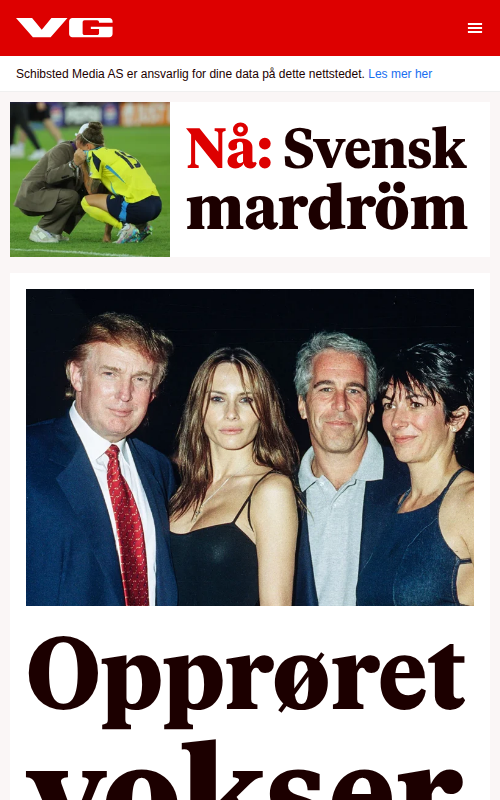 VG
Schibsted Media AS er ansvarlig for dine data på dette nettstedet. Les mer her
Nå: Svensk
mardröm
Opprøret
vokser